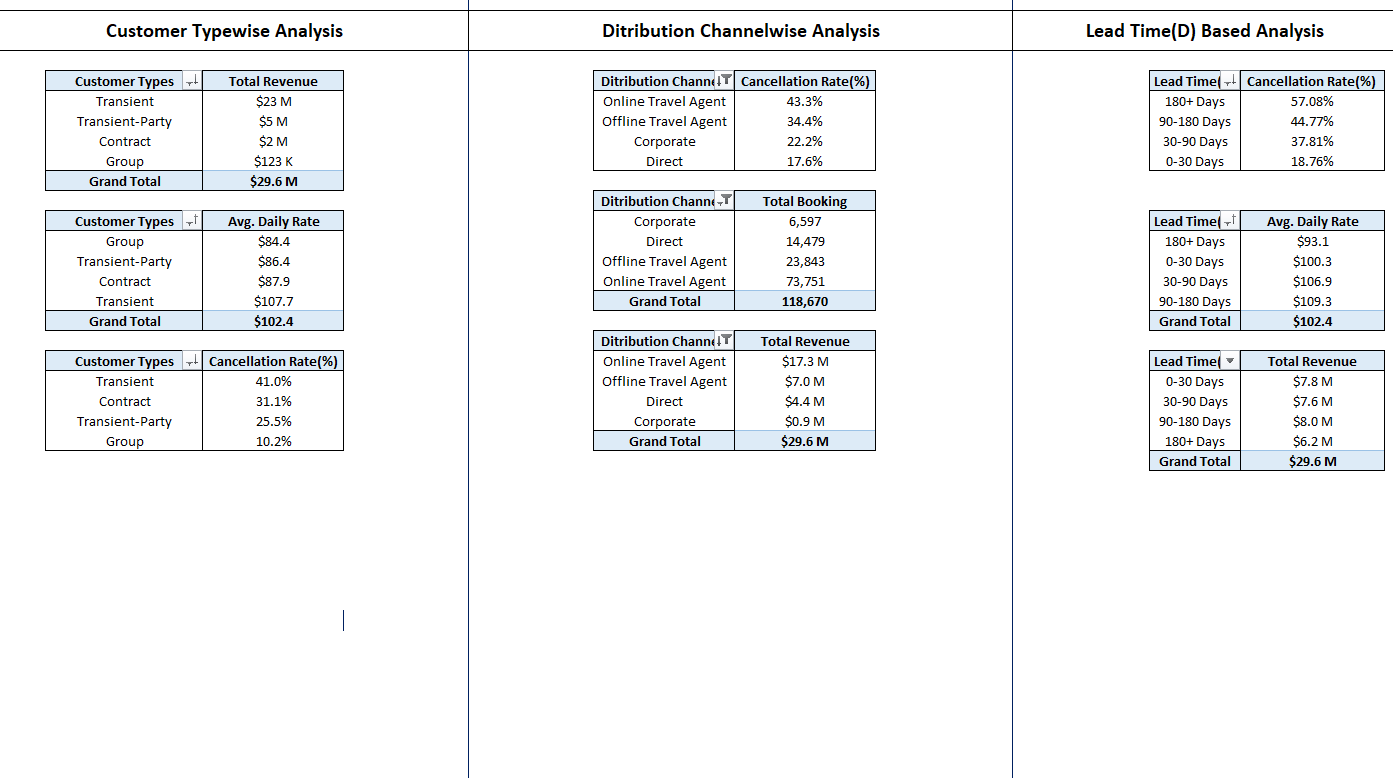 Customer Typewise Analysis
Customer Types Total Revenue
Transient $23 M
Transient-Party $5 M
Contract $2 M
Group $123 K
Grand Total $29.6 M
Customer Types Avg. Daily Rate
Group $84.4
Transient-Party $86.4
Contract $87.9
Transient $107.7
Grand Total $102.4
Customer Types Cancellation Rate(%)
Transient 41.0%
Contract 31.1%
Transient-Party 25.5%
Group 10.2%
Ditribution Channelwise Analysis
Ditribution Channe Cancellation Rate(%)
Online Travel Agent 43.3%
Offline Travel Agent 34.4%
Corporate 22.2%
Direct 17.6%
Ditribution Channe Total Booking
Corporate 6,597
Direct 14,479
Offline Travel Agent 23,843
Online Travel Agent 73,751
Grand Total 118,670
Ditribution Channe Total Revenue
Online Travel Agent $17.3 M
Offline Travel Agent $7.0 M
Direct $4.4 M
Corporate $0.9 M
Grand Total $29.6 M
Lead Time(D) Based Analysis
Lead Time( Cancellation Rate(%)
180+ Days 57.08%
90-180 Days 44.77%
30-90 Days 37.81%
0-30 Days 18.76%
Lead Time( Avg. Daily Rate
180+ Days $93.1
0-30 Days $100.3
30-90 Days $106.9
90-180 Days $109.3
Grand Total $102.4
Lead Time( Total Revenue
0-30 Days $7.8 M
30-90 Days $7.6 M
90-180 Days $8.0 M
180+ Days $6.2 M
Grand Total $29.6 M